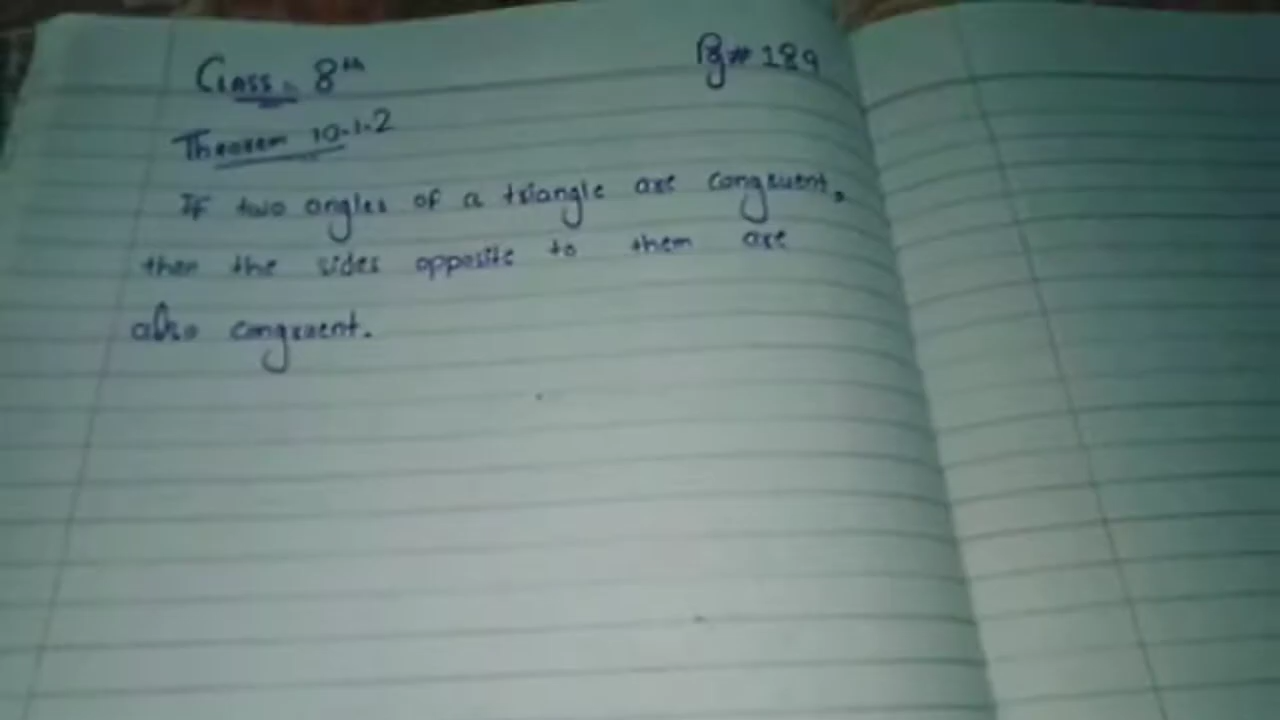 Class. 8th
Pg# 189
Theorem 10.1.2
If two angles of a triangle are congruent,
then the sides opposite to them are
also congruent.